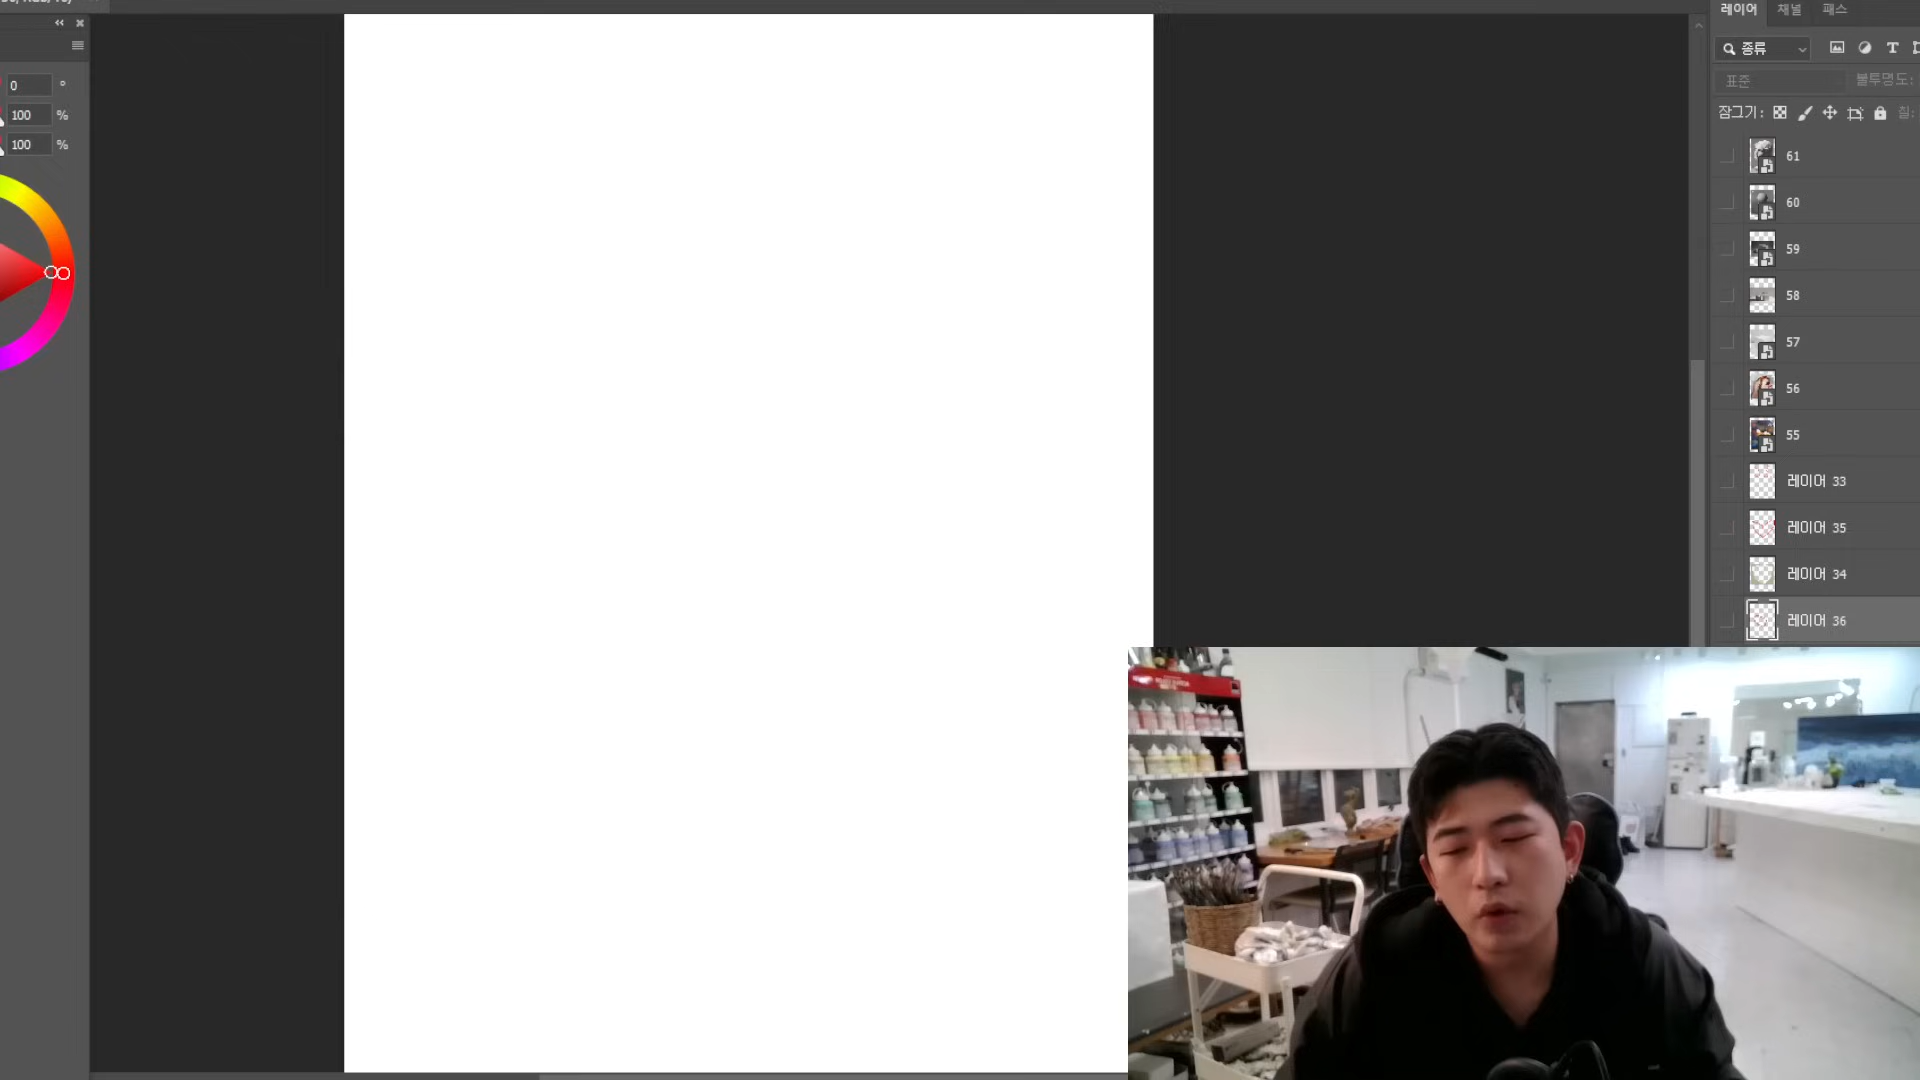 레이어 채널 패스
종류
T
표준 불투명도:
잠그기: 칠:
0 °
100 %
100 %
61
60
59
58
57
56
55
레이어 33
레이어 35
레이어 34
레이어 36